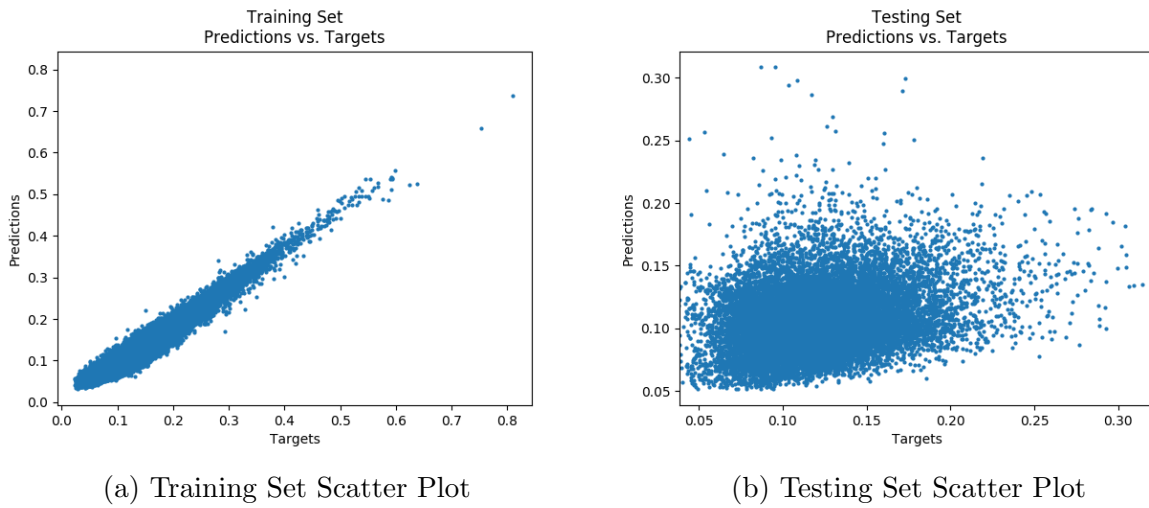 Training Set
Predictions vs. Targets
0.8
0.7
0.6
0.5
0.4
0.3
0.2
0.1
0.0
Predictions
0.0 0.1 0.2 0.3 0.4 0.5 0.6 0.7 0.8
Targets
(a) Training Set Scatter Plot
Testing Set
Predictions vs. Targets
0.30
0.25
0.20
0.15
0.10
0.05
Predictions
0.05 0.10 0.15 0.20 0.25 0.30
Targets
(b) Testing Set Scatter Plot